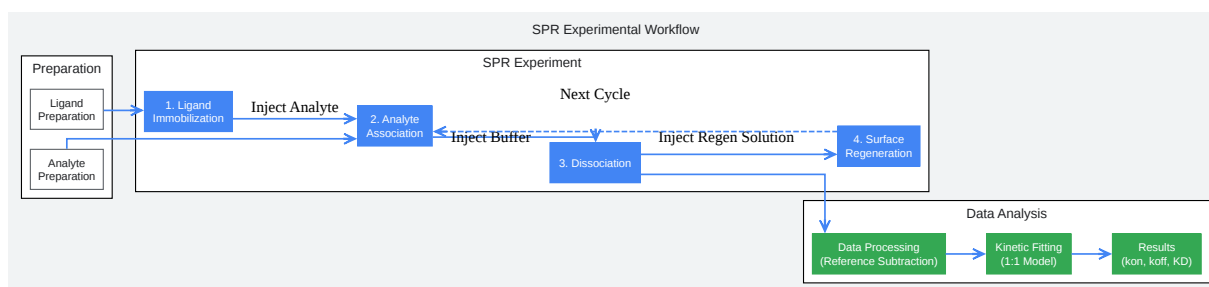 SPR Experimental Workflow
Preparation
Ligand
Preparation
Analyte
Preparation
SPR Experiment
1. Ligand
Immobilization
Inject Analyte
2. Analyte
Association
Inject Buffer
Next Cycle
3. Dissociation
Inject Regen Solution
4. Surface
Regeneration
Data Analysis
Data Processing
(Reference Subtraction)
Kinetic Fitting
(1:1 Model)
Results
(kon, koff, KD)